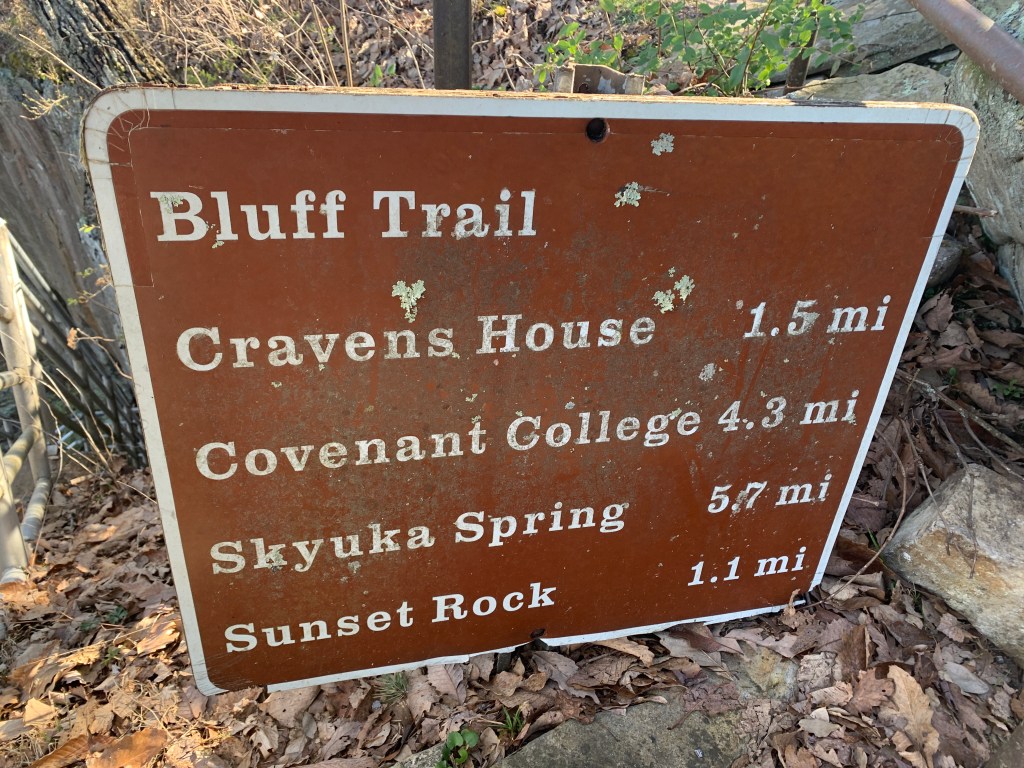 Bluff Trail
Cravens House 1.5 mi
Covenant College 4.3 mi
Skyuka Spring 5.7 mi
Sunset Rock 1.1 mi